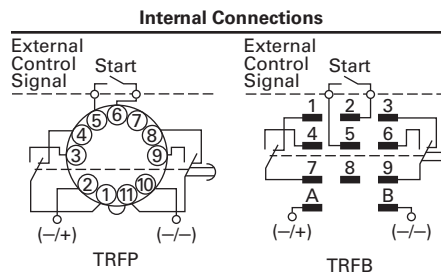 Internal Connections
External
Control
Signal
Start
External
Control
Signal
Start
5 6 7
4 8
3 9
2 10
1 11
(–/+) (–/–)
TRFP
1 2 3
4 5 6
7 8 9
A B
(–/+) (–/–)
TRFB